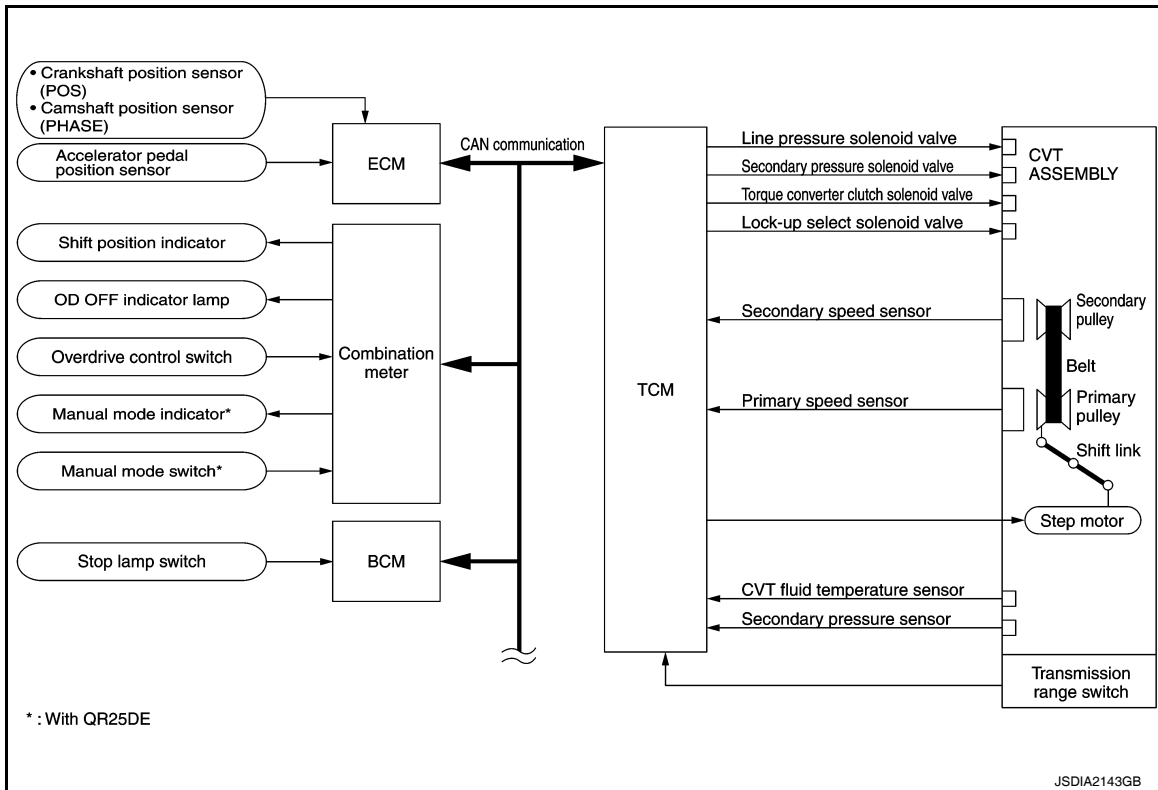 • Crankshaft position sensor
(POS)
• Camshaft position sensor
(PHASE)
Accelerator pedal
position sensor
ECM
CAN communication
Shift position indicator
OD OFF indicator lamp
Overdrive control switch
Manual mode indicator*
Manual mode switch*
Combination
meter
Stop lamp switch
BCM
TCM
Line pressure solenoid valve
Secondary pressure solenoid valve
Torque converter clutch solenoid valve
Lock-up select solenoid valve
Secondary speed sensor
Primary speed sensor
CVT fluid temperature sensor
Secondary pressure sensor
CVT
ASSEMBLY
Secondary
pulley
Belt
Primary
pulley
Shift link
Step motor
Transmission
range switch
* : With QR25DE
JSDIA2143GB